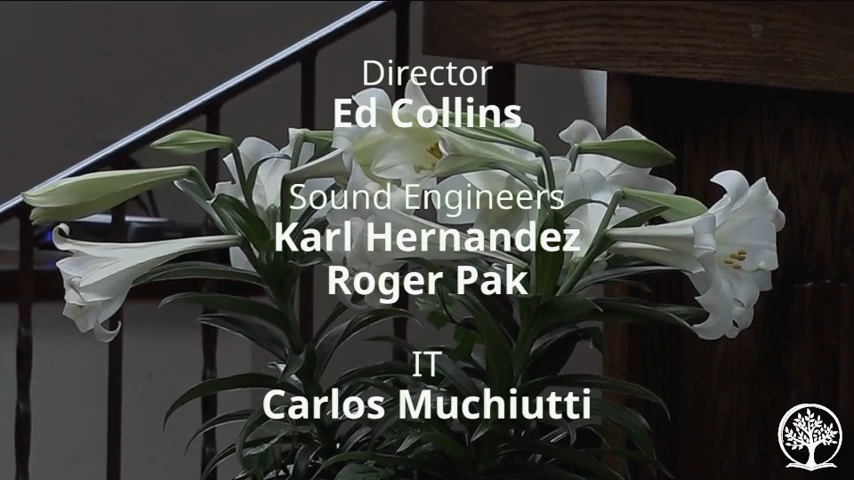 Director
Ed Collins
Sound Engineers
Karl Hernandez
Roger Pak
IT
Carlos Muchiutti